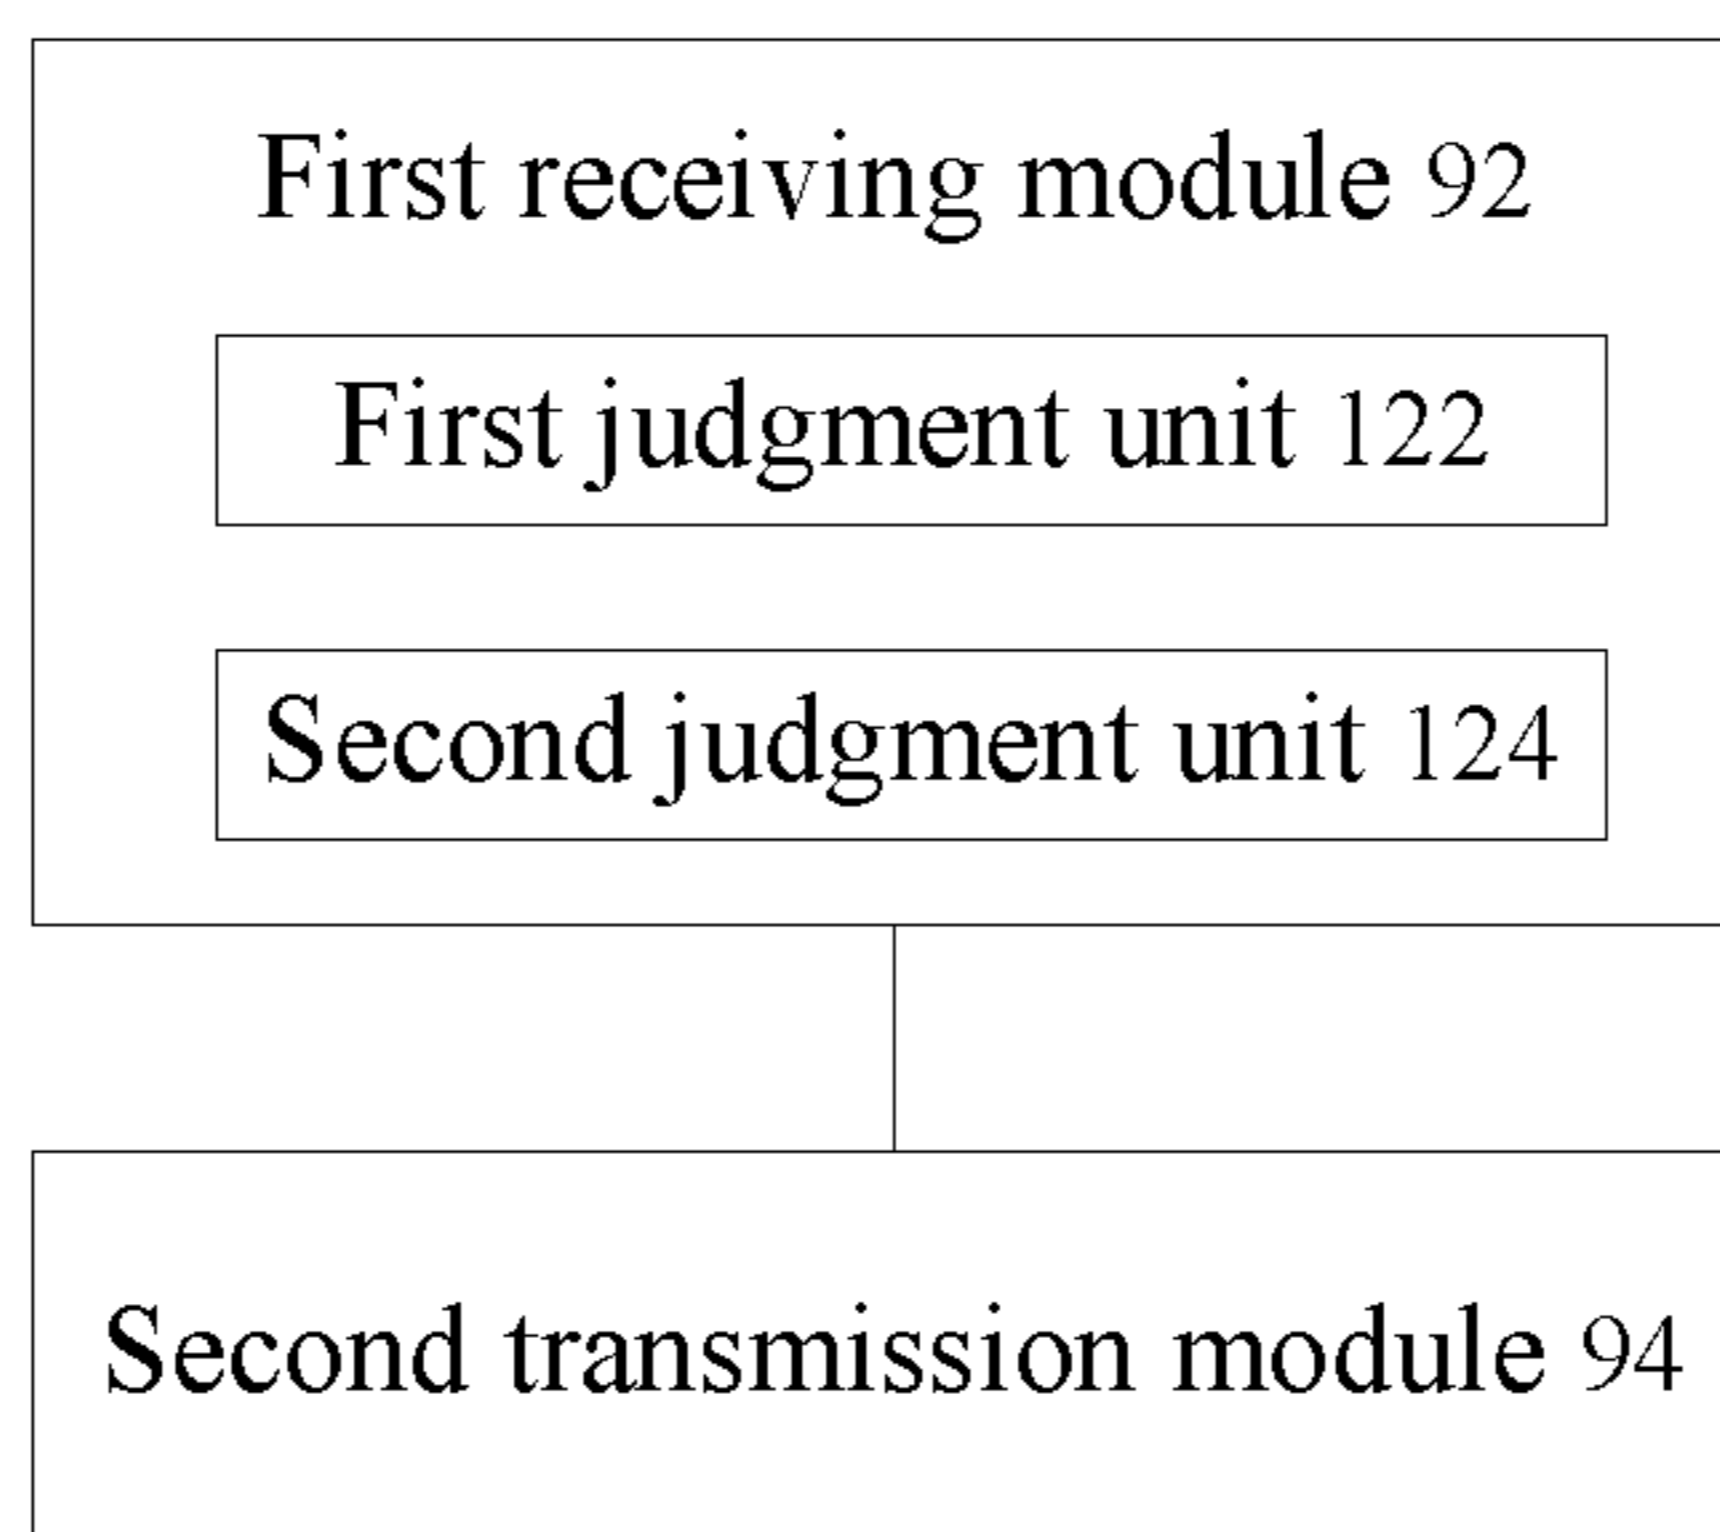 First receiving module 92
First judgment unit 122
Second judgment unit 124
Second transmission module 94